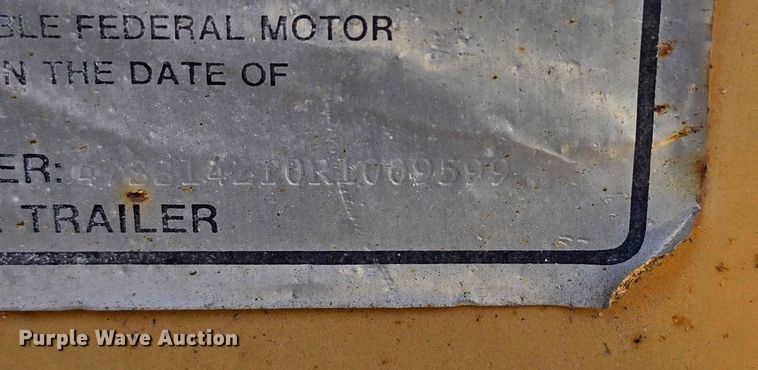 BLE FEDERAL MOTOR
N THE DATE OF
ER:
TRAILER
Purple Wave Auction